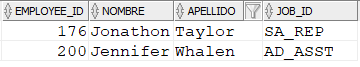 EMPLOYEE_ID NOMBRE APELLIDO JOB_ID
176 Jonathon Taylor SA_REP
200 Jennifer Whalen AD_ASST